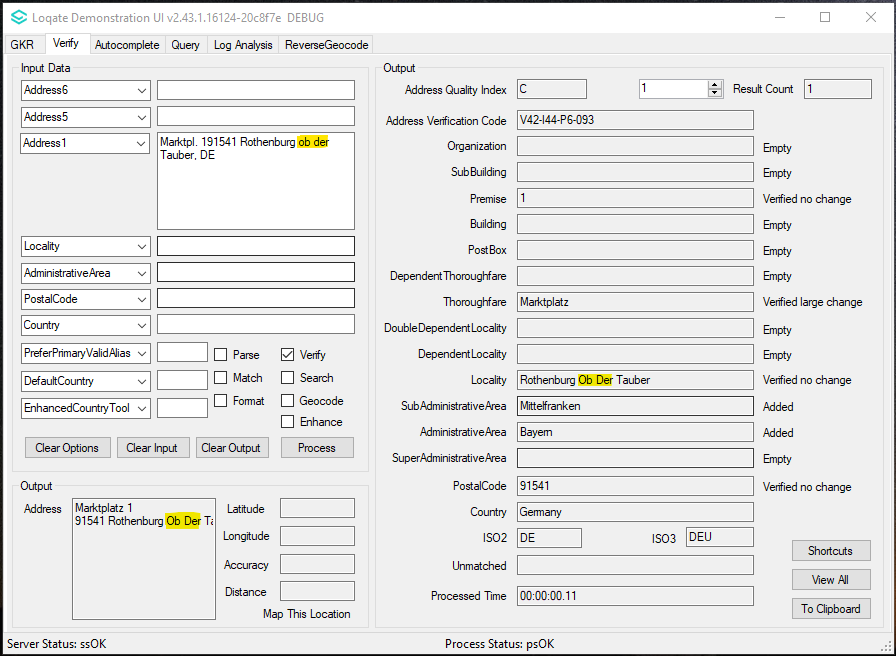 Loqate Demonstration UI v2.43.1.16124-20c8f7e DEBUG
GKR Verify Autocomplete Query Log Analysis ReverseGeocode
Input Data
Address6
Address5
Address1
Marktpl. 191541 Rothenburg ob der
Tauber, DE
Locality
AdministrativeArea
PostalCode
Country
PreferPrimaryValidAlias
Parse Verify
DefaultCountry
Match Search
EnhancedCountryTool
Format Geocode
Enhance
Clear Options Clear Input Clear Output Process
Output
Address
Marktplatz 1
91541 Rothenburg Ob Der Ta
Latitude
Longitude
Accuracy
Distance
Map This Location
Output
Address Quality Index C 1 Result Count 1
Address Verification Code V42-I44-P6-093
Organization Empty
SubBuilding Empty
Premise 1 Verified no change
Building Empty
PostBox Empty
DependentThoroughfare Empty
Thoroughfare Marktplatz Verified large change
DoubleDependentLocality Empty
DependentLocality Empty
Locality Rothenburg Ob Der Tauber Verified no change
SubAdministrativeArea Mittelfranken Added
AdministrativeArea Bayern Added
SuperAdministrativeArea Empty
PostalCode 91541 Verified no change
Country Germany
ISO2 DE ISO3 DEU
Unmatched
Processed Time 00:00:00.11
Shortcuts
View All
To Clipboard
Server Status: ssOK Process Status: psOK